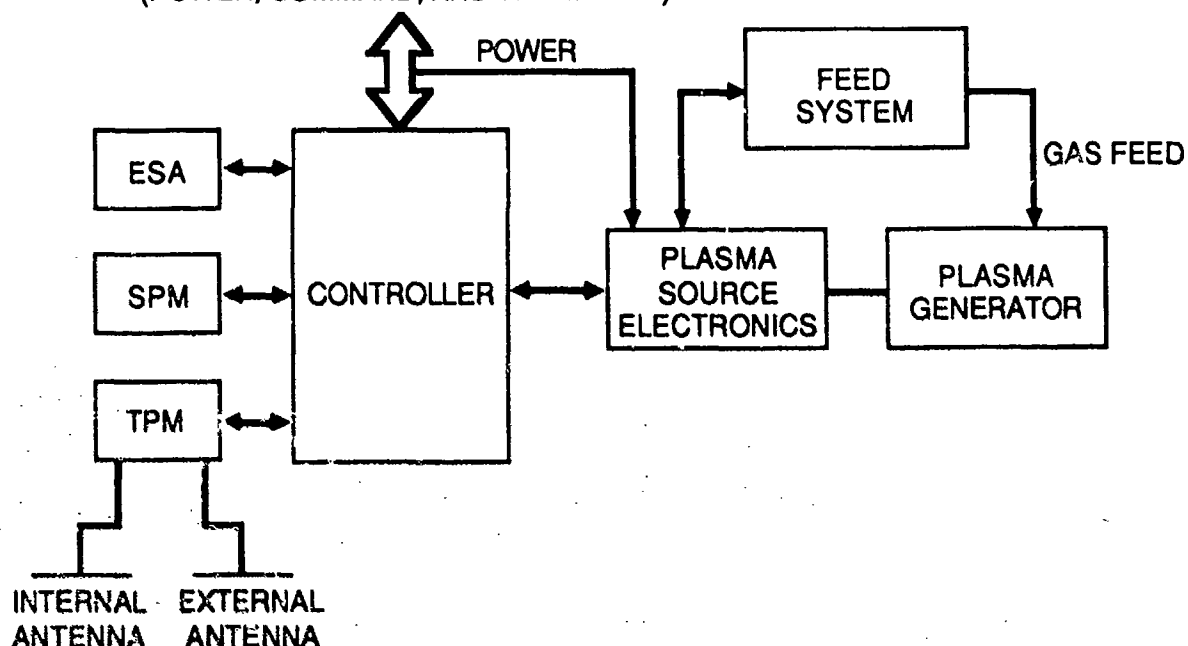 POWER
FEED
SYSTEM
GAS FEED
ESA
SPM
CONTROLLER
TPM
PLASMA
SOURCE
ELECTRONICS
PLASMA
GENERATOR
INTERNAL
ANTENNA
EXTERNAL
ANTENNA